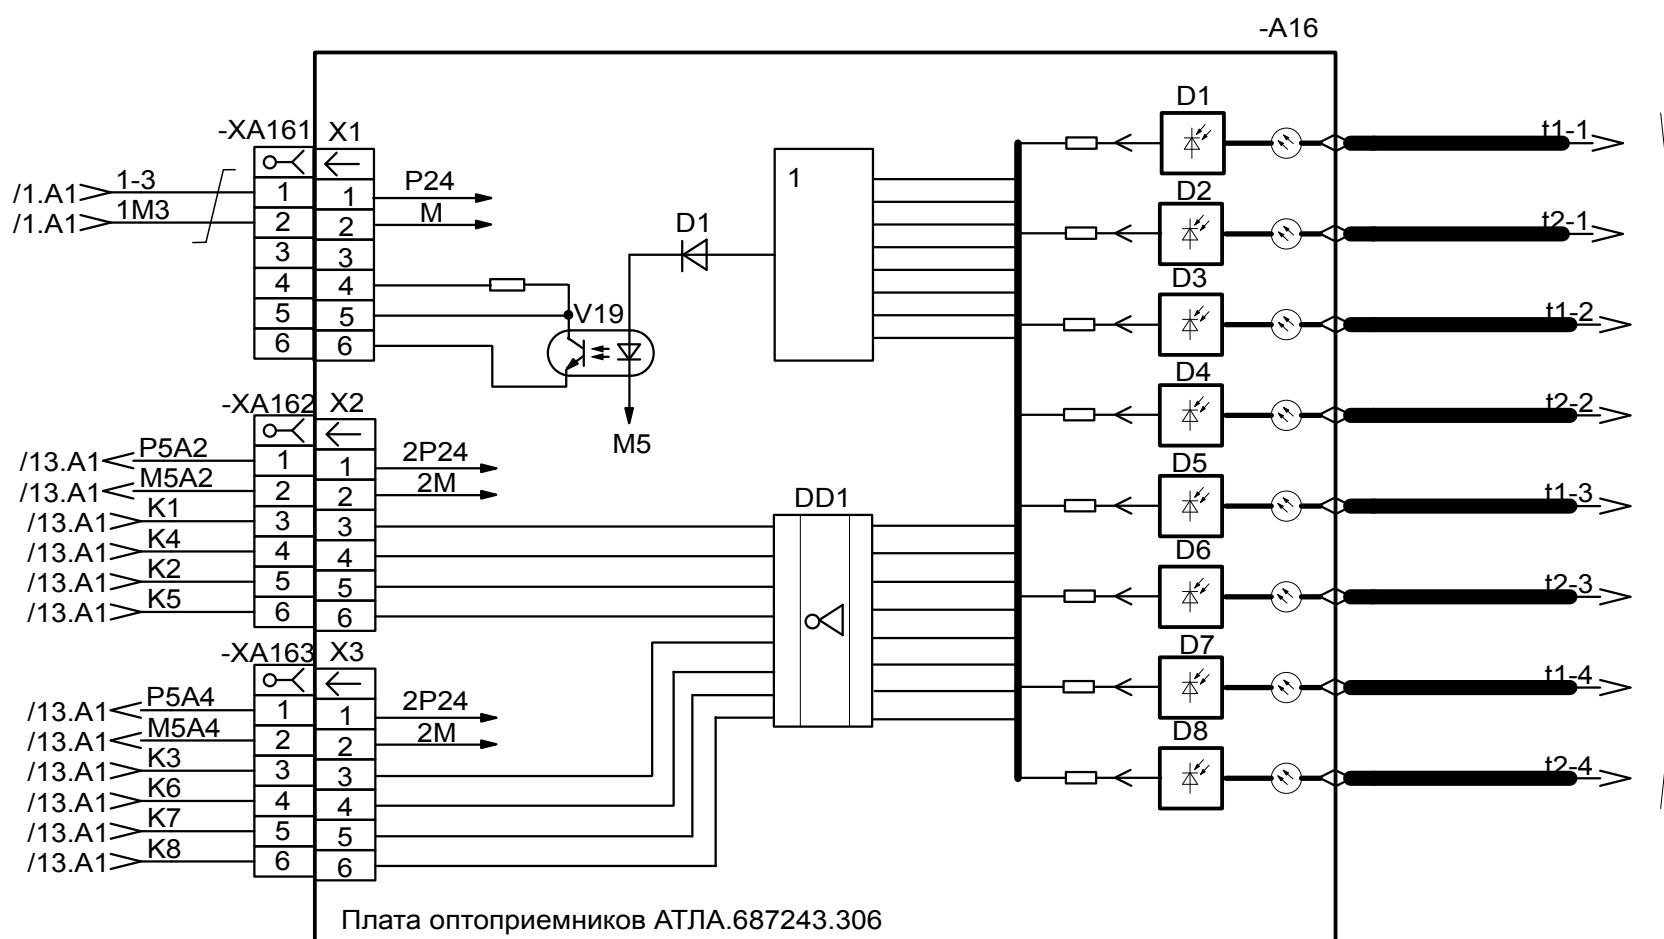 -A16
-XA161 X1
/1.A1 1-3 1 1 P24
/1.A1 1M3 2 2 M
3 3
4 4
5 5
6 6
V19
D1
M5
1
-XA162 X2
/13.A1 P5A2 1 1 2P24
/13.A1 M5A2 2 2 2M
/13.A1 K1 3 3
/13.A1 K4 4 4
/13.A1 K2 5 5
/13.A1 K5 6 6
DD1
-XA163 X3
/13.A1 P5A4 1 1 2P24
/13.A1 M5A4 2 2 2M
/13.A1 K3 3 3
/13.A1 K6 4 4
/13.A1 K7 5 5
/13.A1 K8 6 6
D1 t1-1
D2 t2-1
D3 t1-2
D4 t2-2
D5 t1-3
D6 t2-3
D7 t1-4
D8 t2-4
Плата оптоприемников АТЛА.687243.306